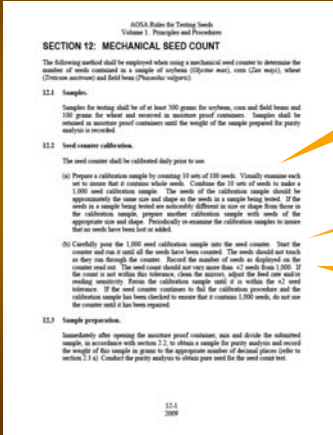 AOSA Rules for Testing Seeds
Volume 1. Principles and Procedures
SECTION 12: MECHANICAL SEED COUNT
The following method shall be employed when using a mechanical seed counter to determine the
number of seeds contained in a sample of soybean (Glycine max), corn (Zea mays), wheat
(Triticum aestivum) and field bean (Phaseolus vulgaris).
12.1 Samples.
Samples for testing shall be of at least 500 grams for soybean, corn and field beans and
100 grams for wheat and received in moisture proof containers. Samples shall be
retained in moisture proof containers until the weight of the sample prepared for purity
analysis is recorded.
12.2 Seed counter calibration.
The seed counter shall be calibrated daily prior to use.
(a) Prepare a calibration sample by counting 10 sets of 100 seeds. Visually examine each
set to insure that it contains whole seeds. Combine the 10 sets of seeds to make a
1,000 seed calibration sample. The seeds of the calibration sample should be
approximately the same size and shape as the seeds in a sample being tested. If the
seeds in a sample being tested are noticeably different in size or shape from those in
the calibration sample, prepare another calibration sample with seeds of the
appropriate size and shape. Periodically re-examine the calibration samples to insure
that no seeds have been lost or added.
(b) Carefully pour the 1,000 seed calibration sample into the seed counter. Start the
counter and run it until all the seeds have been counted. The seeds should not touch
as they run through the counter. Record the number of seeds as displayed on the
counter read out. The seed count should not vary more than ±2 seeds from 1,000. If
the count is not within this tolerance, clean the mirrors, adjust the feed rate and/or
reading sensitivity. Rerun the calibration sample until it is within the ±2 seed
tolerance. If the seed counter continues to fail the calibration procedure and the
calibration sample has been checked to ensure that it contains 1,000 seeds, do not use
the counter until it has been repaired.
12.3 Sample preparation.
Immediately after opening the moisture proof container, mix and divide the submitted
sample, in accordance with section 2.2, to obtain a sample for purity analysis and record
the weight of this sample in grams to the appropriate number of decimal places (refer to
section 2.3 a). Conduct the purity analysis to obtain pure seed for the seed count test.
12-1
2009